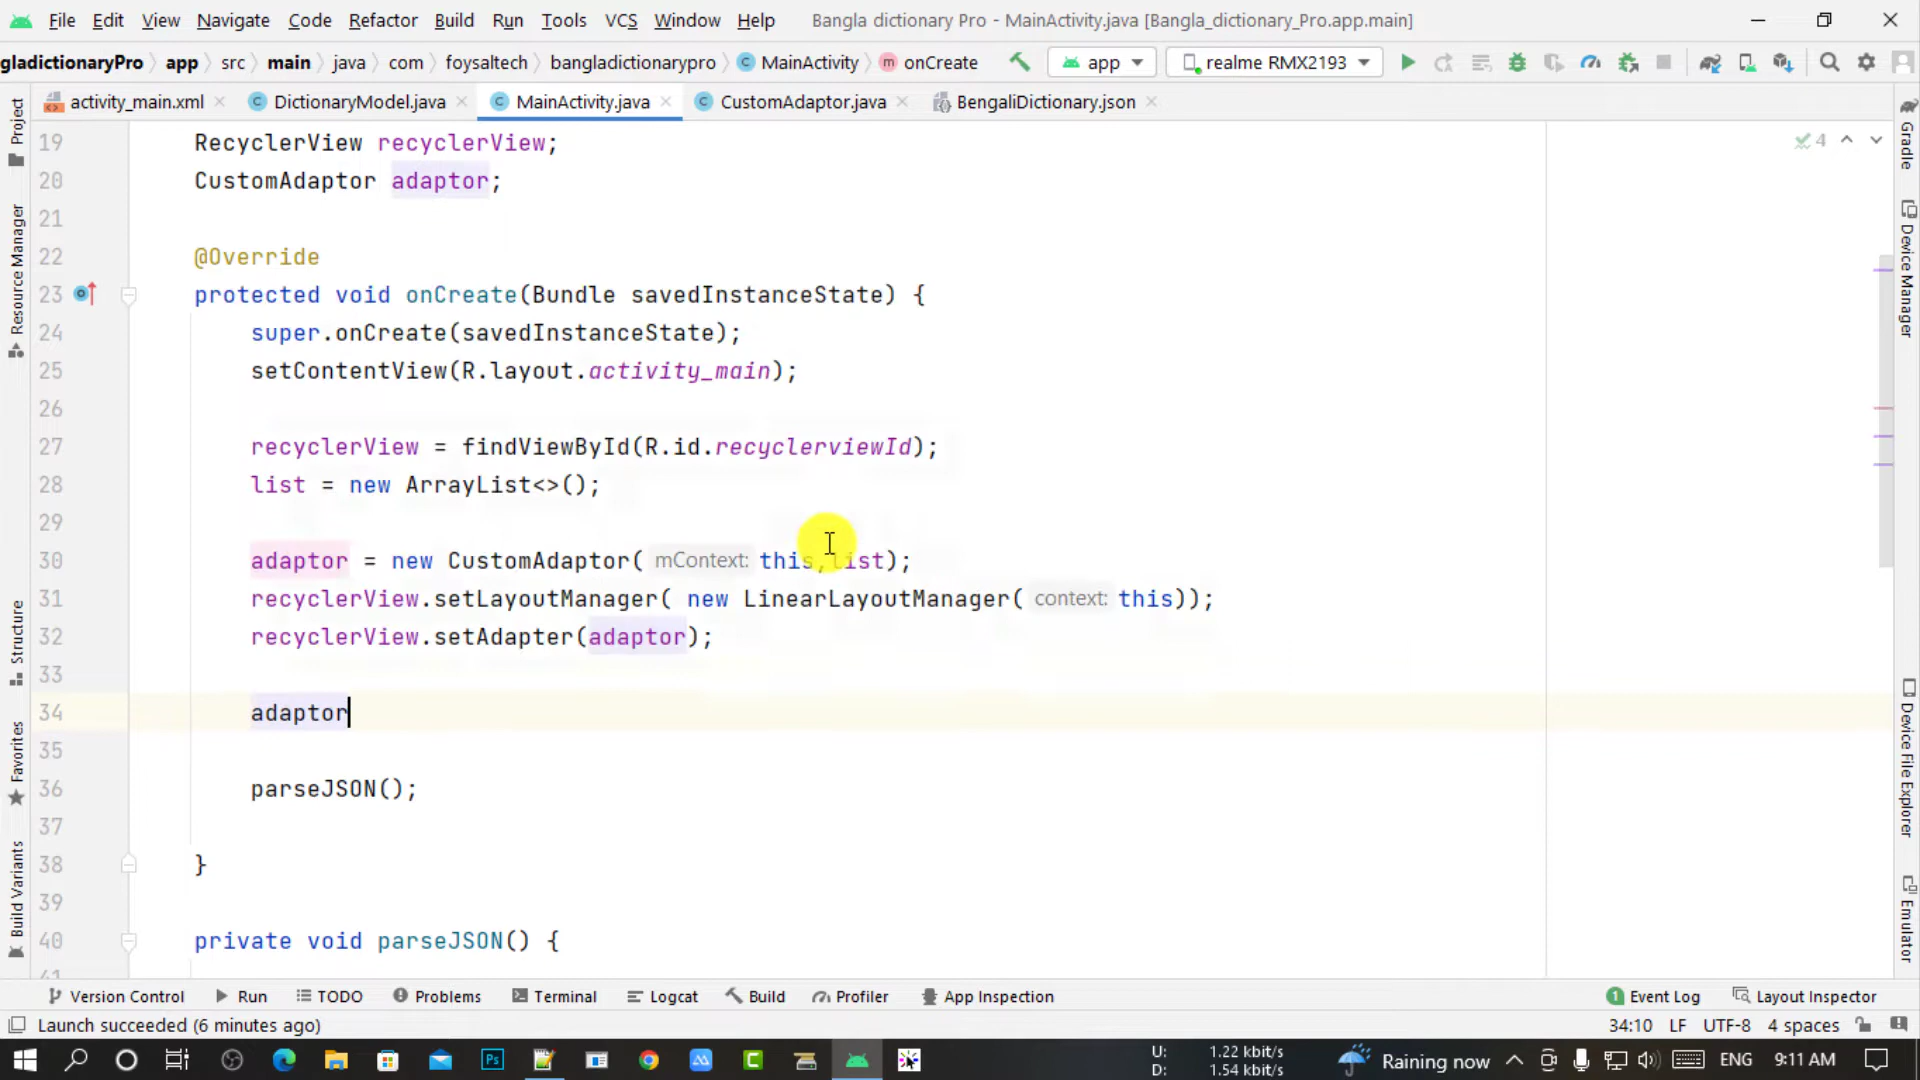 File Edit View Navigate Code Refactor Build Run Tools VCS Window Help Bangla dictionary Pro - MainActivity.java [Bangla_dictionary_Pro.app.main]
gladictionaryPro app src main java com foysaltech bangladictionarypro MainActivity onCreate app realme RMX2193
activity_main.xml DictionaryModel.java MainActivity.java CustomAdaptor.java BengaliDictionary.json
Project
Resource Manager
Structure
Favorites
Build Variants
19 RecyclerView recyclerView;
20 CustomAdaptor adaptor;
21
22 @Override
23 protected void onCreate(Bundle savedInstanceState) {
24 super.onCreate(savedInstanceState);
25 setContentView(R.layout.activity_main);
26
27 recyclerView = findViewById(R.id.recyclerviewId);
28 list = new ArrayList<>();
29
30 adaptor = new CustomAdaptor( mContext: this,list);
31 recyclerView.setLayoutManager( new LinearLayoutManager( context: this));
32 recyclerView.setAdapter(adaptor);
33
34 adaptor
35
36 parseJSON();
37
38 }
39
40 private void parseJSON() {
41
4
Gradle
Device Manager
Device File Explorer
Emulator
Version Control Run TODO Problems Terminal Logcat Build Profiler App Inspection 1 Event Log Layout Inspector
Launch succeeded (6 minutes ago) 34:10 LF UTF-8 4 spaces
U: 1.22 kbit/s
D: 1.54 kbit/s
Raining now ENG 9:11 AM